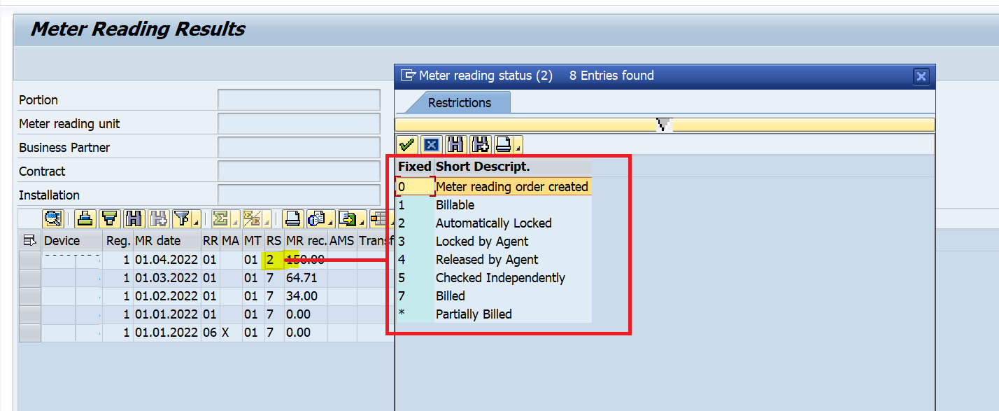 Meter Reading Results
Meter reading status (2) 8 Entries found
Restrictions
Portion
Meter reading unit
Business Partner
Contract
Installation
Fixed Short Descript.
0 Meter reading order created
1 Billable
2 Automatically Locked
3 Locked by Agent
4 Released by Agent
5 Checked Independently
7 Billed
* Partially Billed
Device Reg. MR date RR MA MT RS MR rec. AMS Transf
1 01.04.2022 01 01 2 150.00
1 01.03.2022 01 01 7 64.71
1 01.02.2022 01 01 7 34.00
1 01.01.2022 01 01 7 0.00
1 01.01.2022 06 X 01 7 0.00